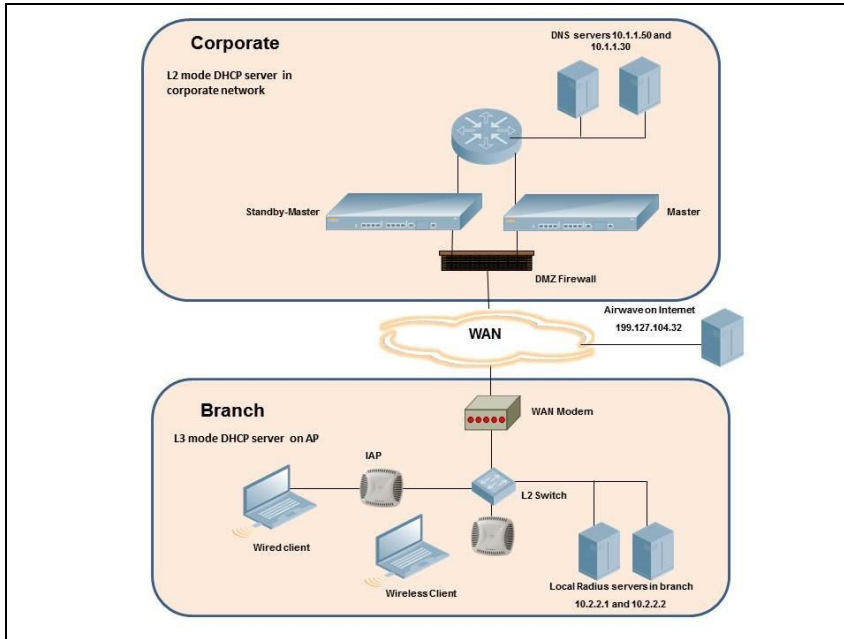 Corporate
DNS servers 10.1.1.50 and
10.1.1.30
L2 mode DHCP server in
corporate network
Standby-Master
Master
DMZ Firewall
Airwave on Internet
199.127.104.32
WAN
Branch
WAN Modem
L3 mode DHCP server on AP
IAP
L2 Switch
Wired client
Wireless Client
Local Radius servers in branch
10.2.2.1 and 10.2.2.2